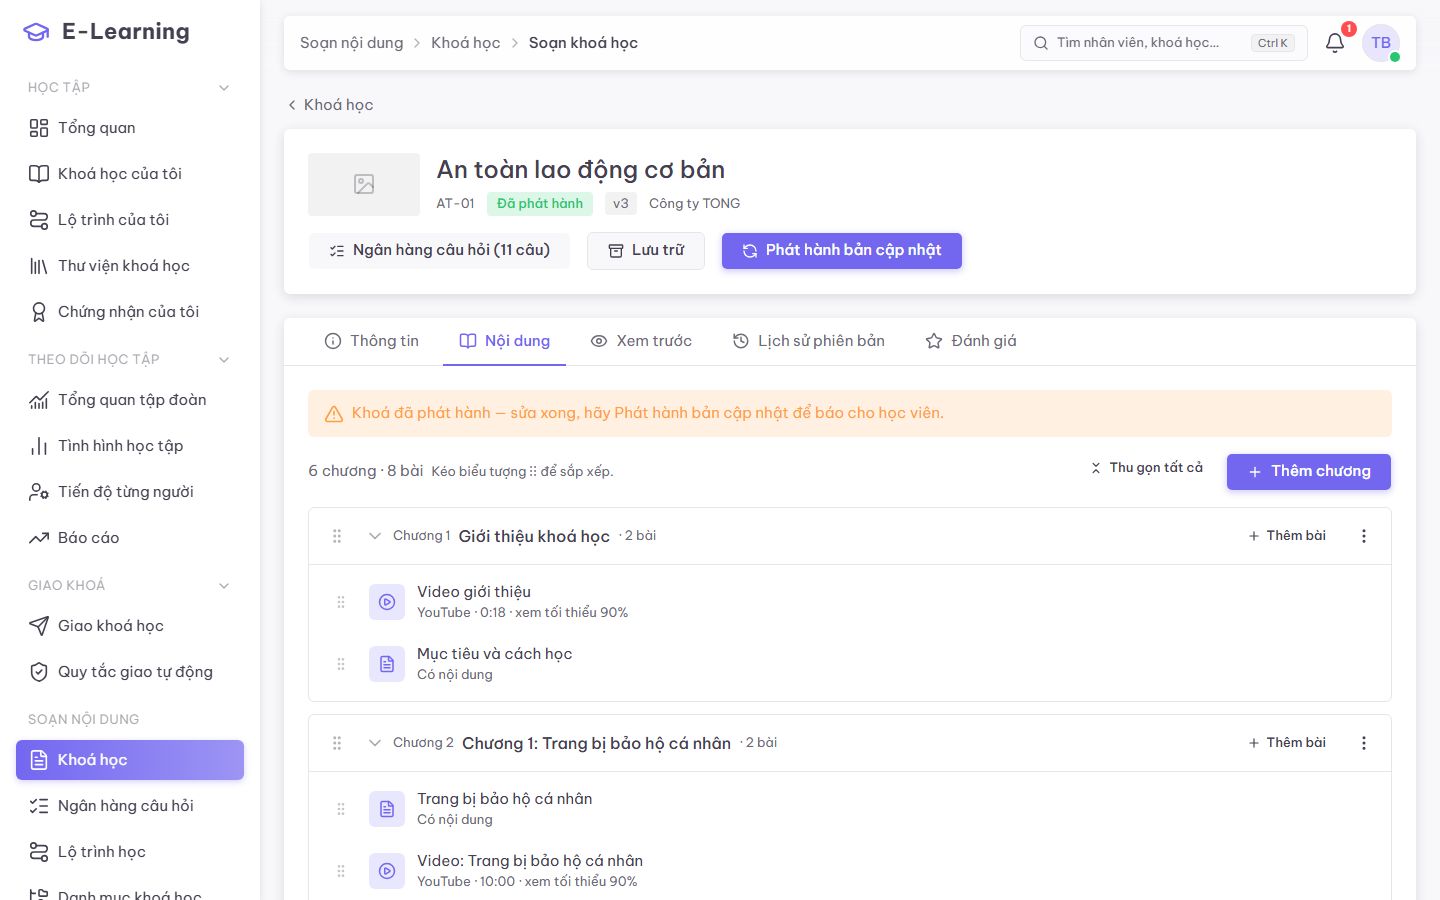 E-Learning
HỌC TẬP
Tổng quan
Khoá học của tôi
Lộ trình của tôi
Thư viện khoá học
Chứng nhận của tôi
THEO DÕI HỌC TẬP
Tổng quan tập đoàn
Tình hình học tập
Tiến độ từng người
Báo cáo
GIAO KHOÁ
Giao khoá học
Quy tắc giao tự động
SOẠN NỘI DUNG
Khoá học
Ngân hàng câu hỏi
Lộ trình học
Danh mục khoá học
Soạn nội dung > Khoá học > Soạn khoá học
Tìm nhân viên, khoá học... Ctrl K
1
TB
Khoá học
An toàn lao động cơ bản
AT-01 Đã phát hành v3 Công ty TONG
Ngân hàng câu hỏi (11 câu) Lưu trữ Phát hành bản cập nhật
Thông tin Nội dung Xem trước Lịch sử phiên bản Đánh giá
Khoá đã phát hành — sửa xong, hãy Phát hành bản cập nhật để báo cho học viên.
6 chương · 8 bài Kéo biểu tượng ⠿ để sắp xếp. Thu gọn tất cả + Thêm chương
Chương 1 Giới thiệu khoá học · 2 bài + Thêm bài
Video giới thiệu
YouTube · 0:18 · xem tối thiểu 90%
Mục tiêu và cách học
Có nội dung
Chương 2 Chương 1: Trang bị bảo hộ cá nhân · 2 bài + Thêm bài
Trang bị bảo hộ cá nhân
Có nội dung
Video: Trang bị bảo hộ cá nhân
YouTube · 10:00 · xem tối thiểu 90%